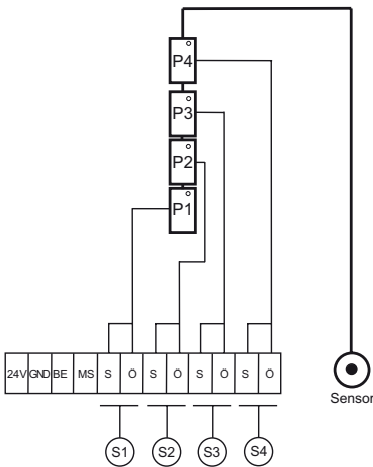 P4
P3
P2
P1
24V GND BE MS S Ö S Ö S Ö S Ö
Sensor
S1 S2 S3 S4